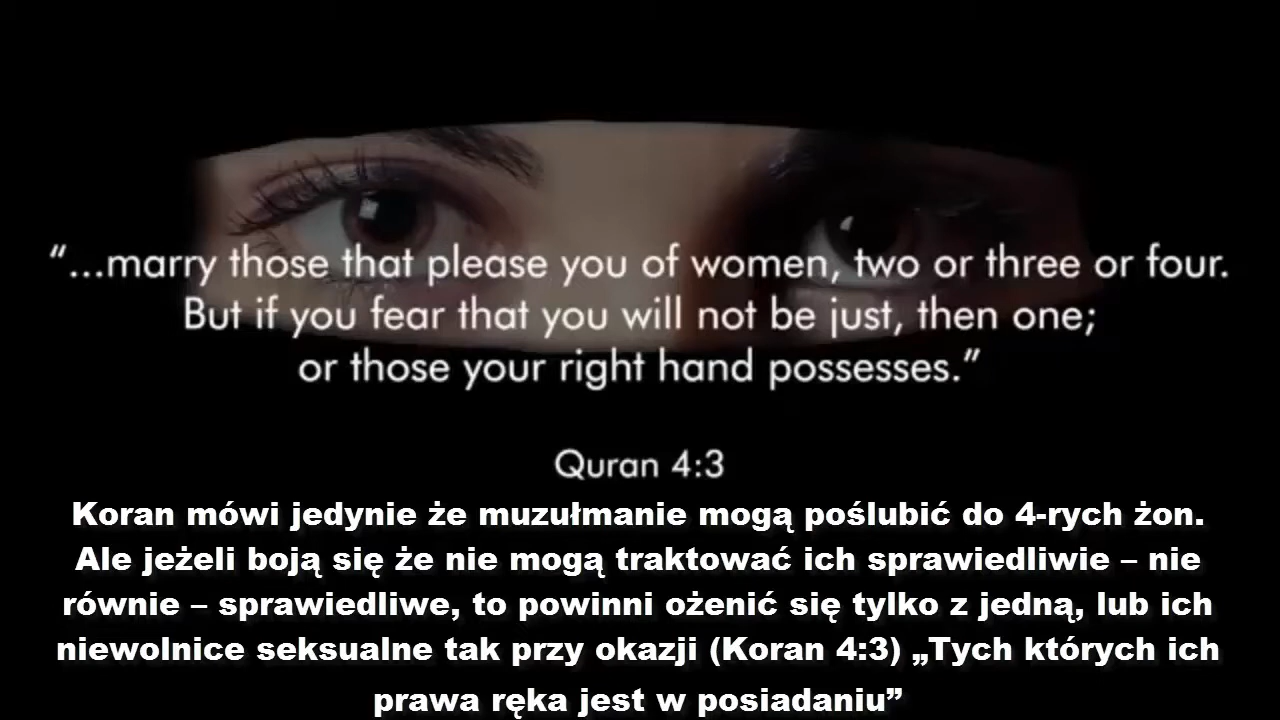 “...marry those that please you of women, two or three or four.
But if you fear that you will not be just, then one;
or those your right hand possesses.”
Quran 4:3
Koran mówi jedynie że muzułmanie mogą poślubić do 4-rych żon.
Ale jeżeli boją się że nie mogą traktować ich sprawiedliwie – nie
równie – sprawiedliwe, to powinni ożenić się tylko z jedną, lub ich
niewolnice seksualne tak przy okazji (Koran 4:3) „Tych których ich
prawa ręka jest w posiadaniu”